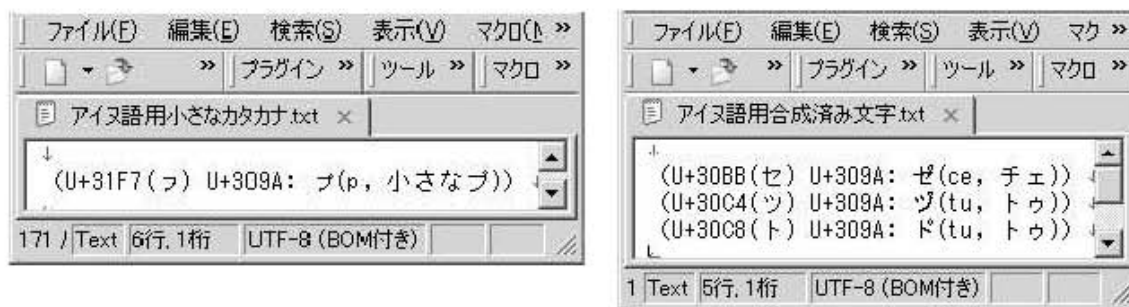 ファイル(F) 編集(E) 検索(S) 表示(V) マクロ(M »
» プラグイン » ツール » マクロ »
アイヌ語用小さなカタカナ.txt ×
↓
(U+31F7(ㇷ) U+309A: ㇷ゚(p, 小さなプ)) ↓
171 / Text 6行, 1桁 UTF-8 (BOM付き)
ファイル(F) 編集(E) 検索(S) 表示(V) マク »
» プラグイン » ツール » マクロ »
アイヌ語用合成済み文字.txt ×
↓
(U+30BB(セ) U+309A: セ゚(ce, チェ)) ↓
(U+30C4(ツ) U+309A: ツ゚(tu, トゥ)) ↓
(U+30C8(ト) U+309A: ト゚(tu, トゥ)) ↓
1 Text 5行, 1桁 UTF-8 (BOM付き)